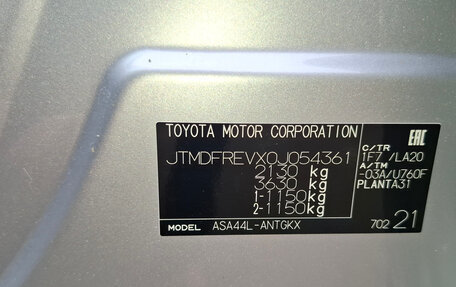 TOYOTA MOTOR CORPORATION
EAC
JTMDFREVX0J054361
2130 kg
3630 kg
1-1150 kg
2-1150 kg
C/TR
1F7 /LA20
A/TM
-03A/U760F
PLANTA31
MODEL ASA44L-ANTGKX
702 21